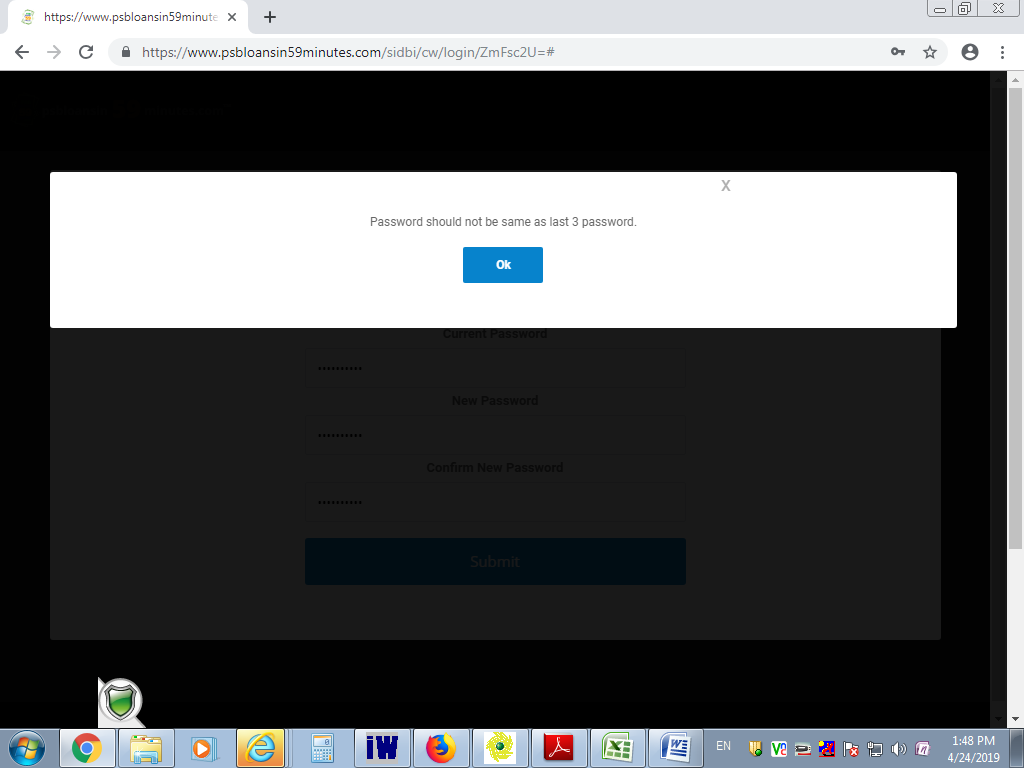 https://www.psbloansin59minute
https://www.psbloansin59minutes.com/sidbi/cw/login/ZmFsc2U=#
X
Password should not be same as last 3 password.
Ok
Current Password
New Password
Confirm New Password
Submit
iW
EN
1:48 PM
4/24/2019